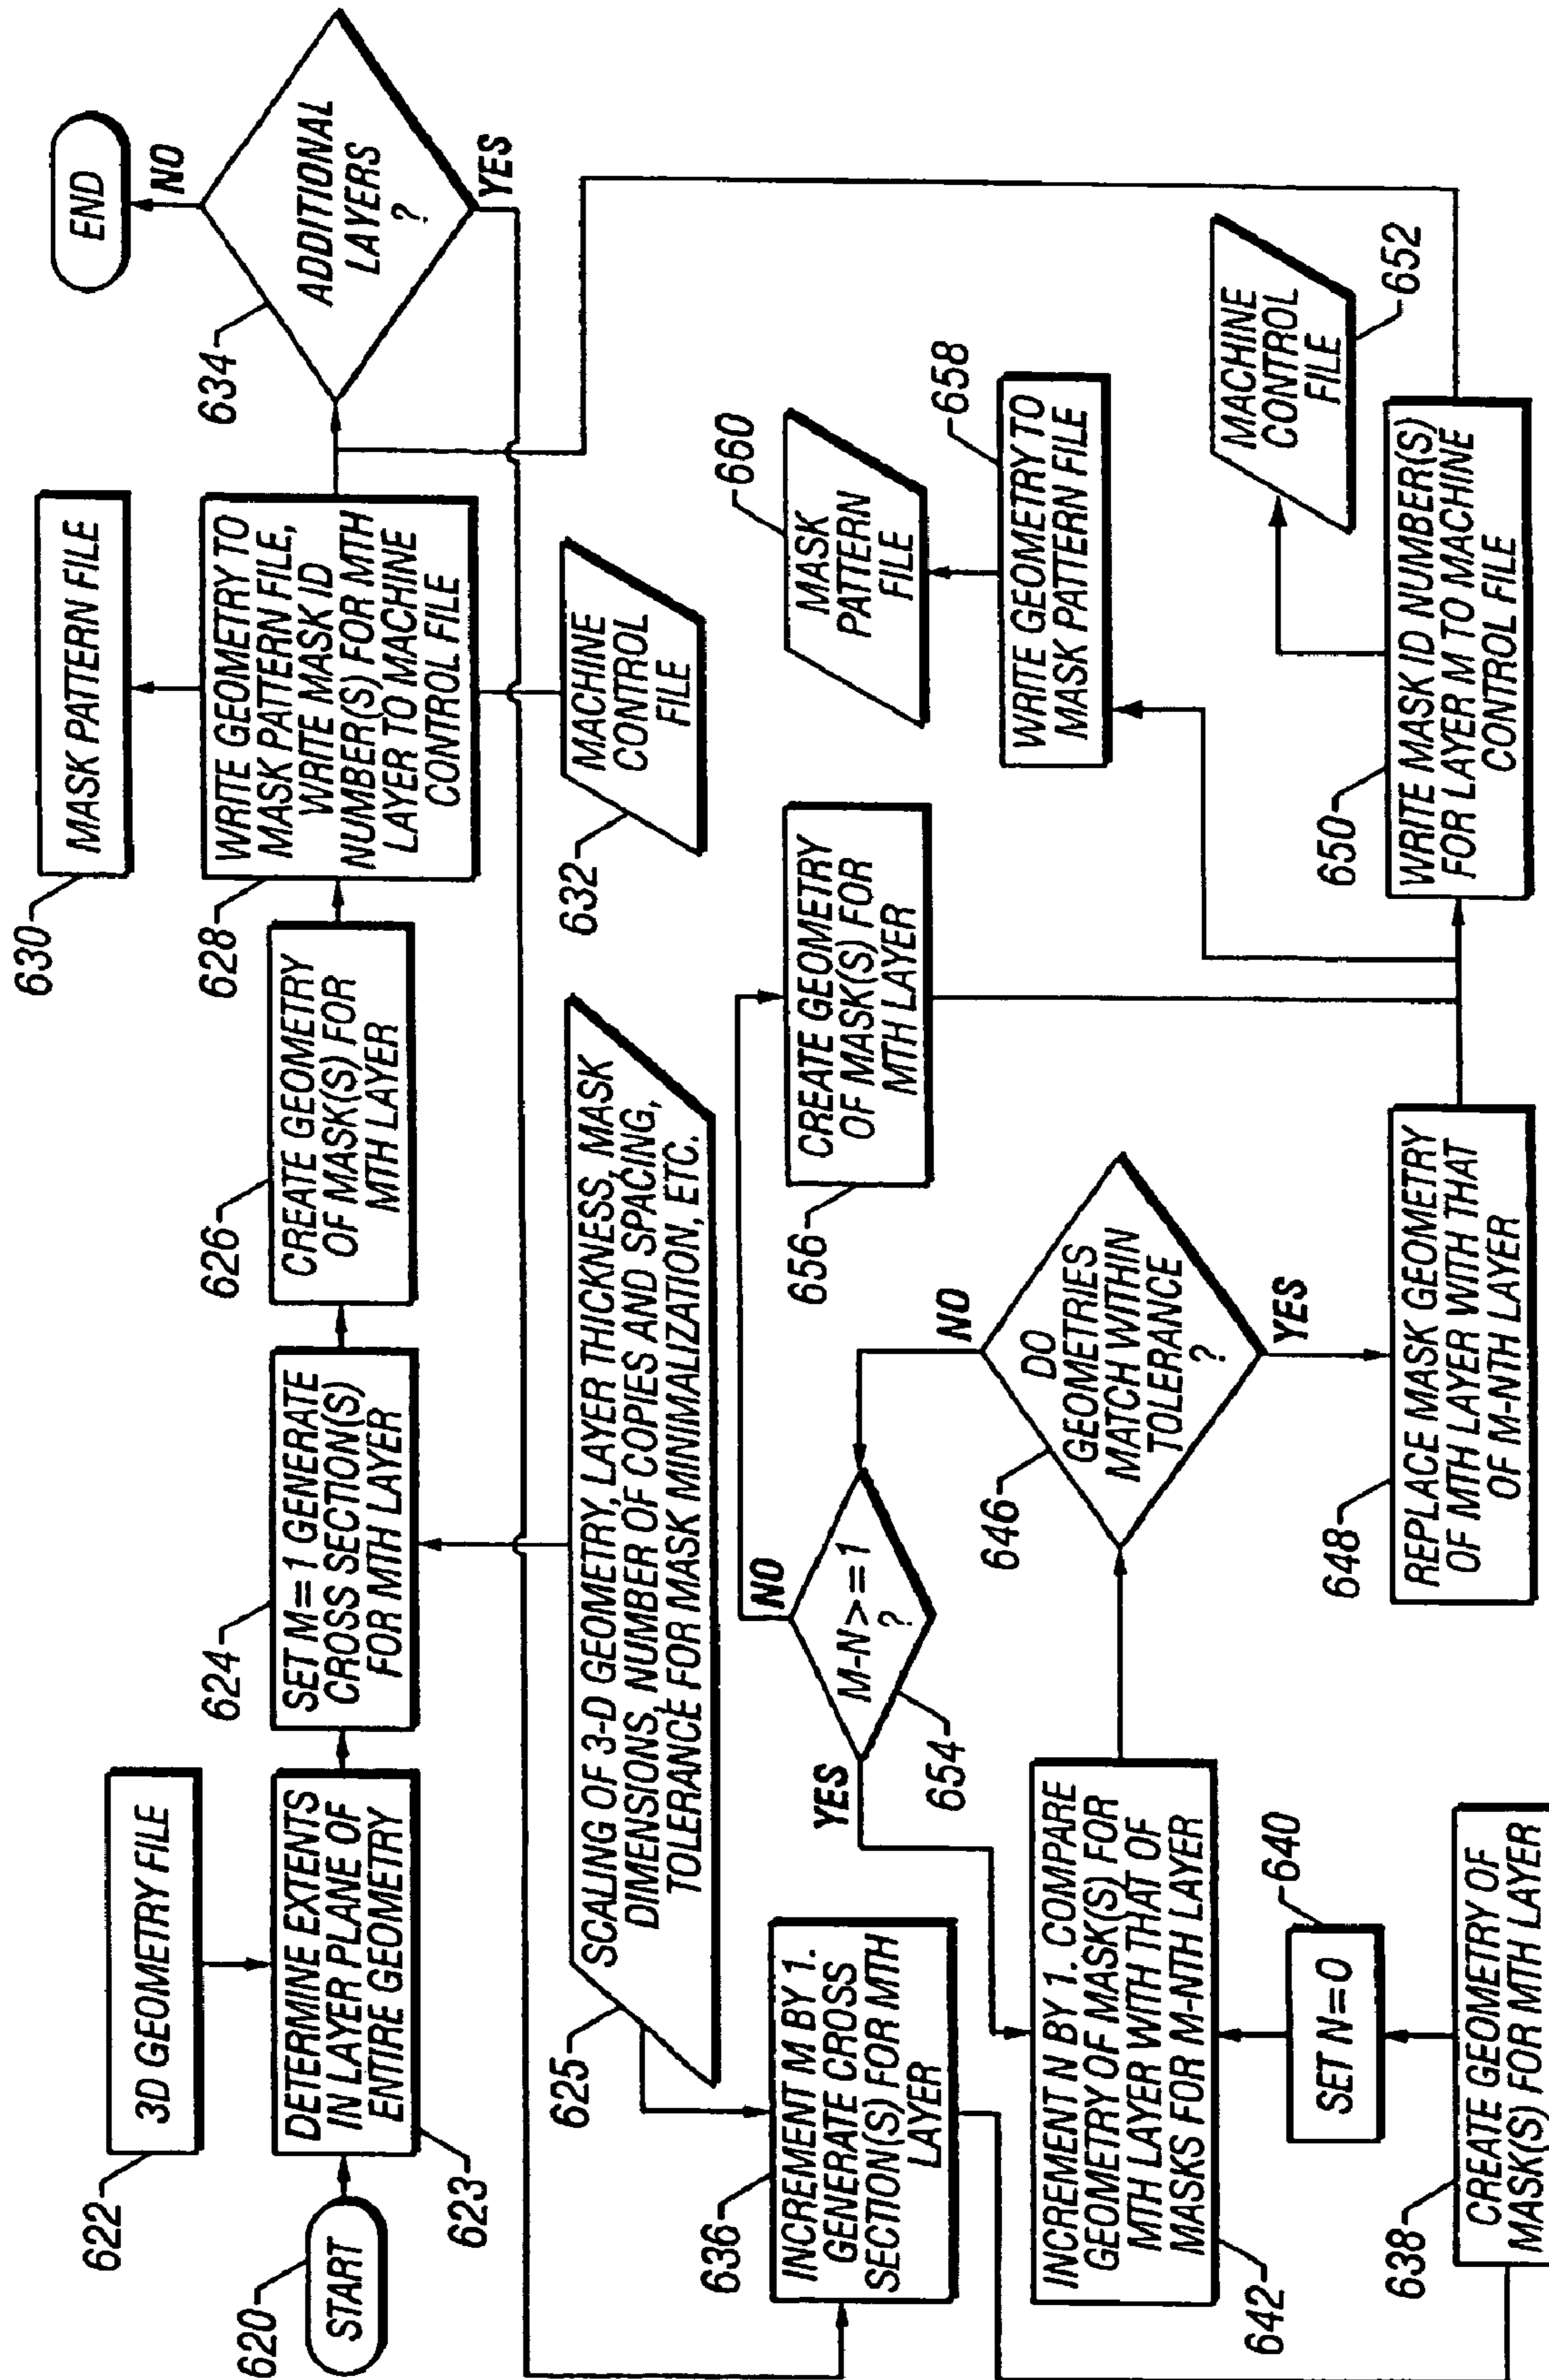 620
START
622
3D GEOMETRY FILE
623
DETERMINE EXTENTS
IN LAYER PLANE OF
ENTIRE GEOMETRY
624
SET M=1 GENERATE
CROSS SECTION(S)
FOR MTH LAYER
626
CREATE GEOMETRY
OF MASK(S) FOR
MTH LAYER
628
WRITE GEOMETRY TO
MASK PATTERN FILE,
WRITE MASK ID
NUMBER(S) FOR MTH
LAYER TO MACHINE
CONTROL FILE
630
MASK PATTERN FILE
632
MACHINE
CONTROL
FILE
634
ADDITIONAL
LAYERS
?
NO
END
YES
625
SCALING OF 3-D GEOMETRY, LAYER THICKNESS, MASK
DIMENSIONS, NUMBER OF COPIES AND SPACING,
TOLERANCE FOR MASK MINIMALIZATION, ETC.
636
INCREMENT M BY 1.
GENERATE CROSS
SECTION(S) FOR MTH
LAYER
638
CREATE GEOMETRY OF
MASK(S) FOR MTH LAYER
640
SET N=0
642
INCREMENT N BY 1. COMPARE
GEOMETRY OF MASK(S) FOR
MTH LAYER WITH THAT OF
MASKS FOR M-NTH LAYER
654
M-N>=1
?
YES
NO
646
DO
GEOMETRIES
MATCH WITHIN
TOLERANCE
?
NO
YES
648
REPLACE MASK GEOMETRY
OF MTH LAYER WITH THAT
OF M-NTH LAYER
656
CREATE GEOMETRY
OF MASK(S) FOR
MTH LAYER
658
WRITE GEOMETRY TO
MASK PATTERN FILE
660
MASK
PATTERN
FILE
650
WRITE MASK ID NUMBER(S)
FOR LAYER M TO MACHINE
CONTROL FILE
652
MACHINE
CONTROL
FILE